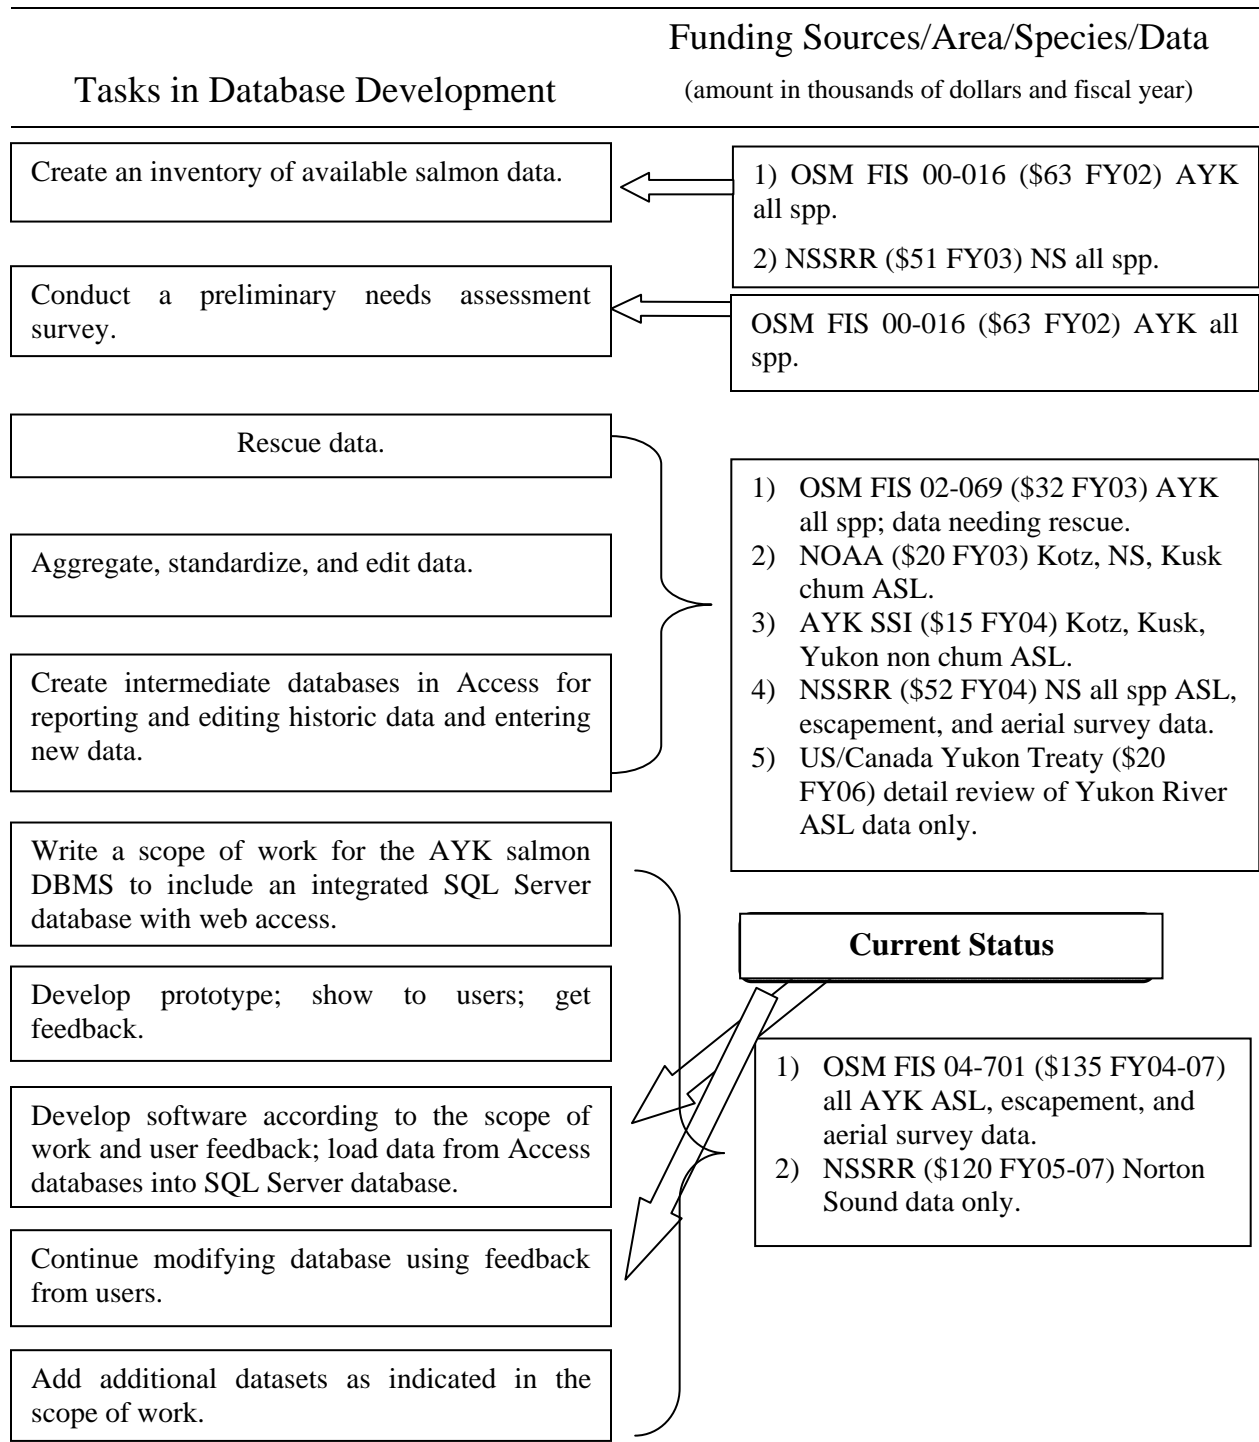 Funding Sources/Area/Species/Data
Tasks in Database Development
(amount in thousands of dollars and fiscal year)
Create an inventory of available salmon data.
1) OSM FIS 00-016 ($63 FY02) AYK
all spp.
2) NSSRR ($51 FY03) NS all spp.
Conduct a preliminary needs assessment
survey.
OSM FIS 00-016 ($63 FY02) AYK all
spp.
Rescue data.
Aggregate, standardize, and edit data.
Create intermediate databases in Access for
reporting and editing historic data and entering
new data.
1) OSM FIS 02-069 ($32 FY03) AYK
all spp; data needing rescue.
2) NOAA ($20 FY03) Kotz, NS, Kusk
chum ASL.
3) AYK SSI ($15 FY04) Kotz, Kusk,
Yukon non chum ASL.
4) NSSRR ($52 FY04) NS all spp ASL,
escapement, and aerial survey data.
5) US/Canada Yukon Treaty ($20
FY06) detail review of Yukon River
ASL data only.
Write a scope of work for the AYK salmon
DBMS to include an integrated SQL Server
database with web access.
Current Status
Develop prototype; show to users; get
feedback.
Develop software according to the scope of
work and user feedback; load data from Access
databases into SQL Server database.
1) OSM FIS 04-701 ($135 FY04-07)
all AYK ASL, escapement, and
aerial survey data.
2) NSSRR ($120 FY05-07) Norton
Sound data only.
Continue modifying database using feedback
from users.
Add additional datasets as indicated in the
scope of work.